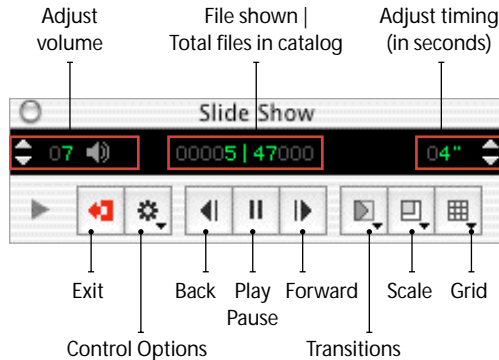 Adjust
volume
File shown |
Total files in catalog
Adjust timing
(in seconds)
Slide Show
07
00005|47000
04"
Exit
Back
Play
Pause
Forward
Scale
Grid
Control Options
Transitions